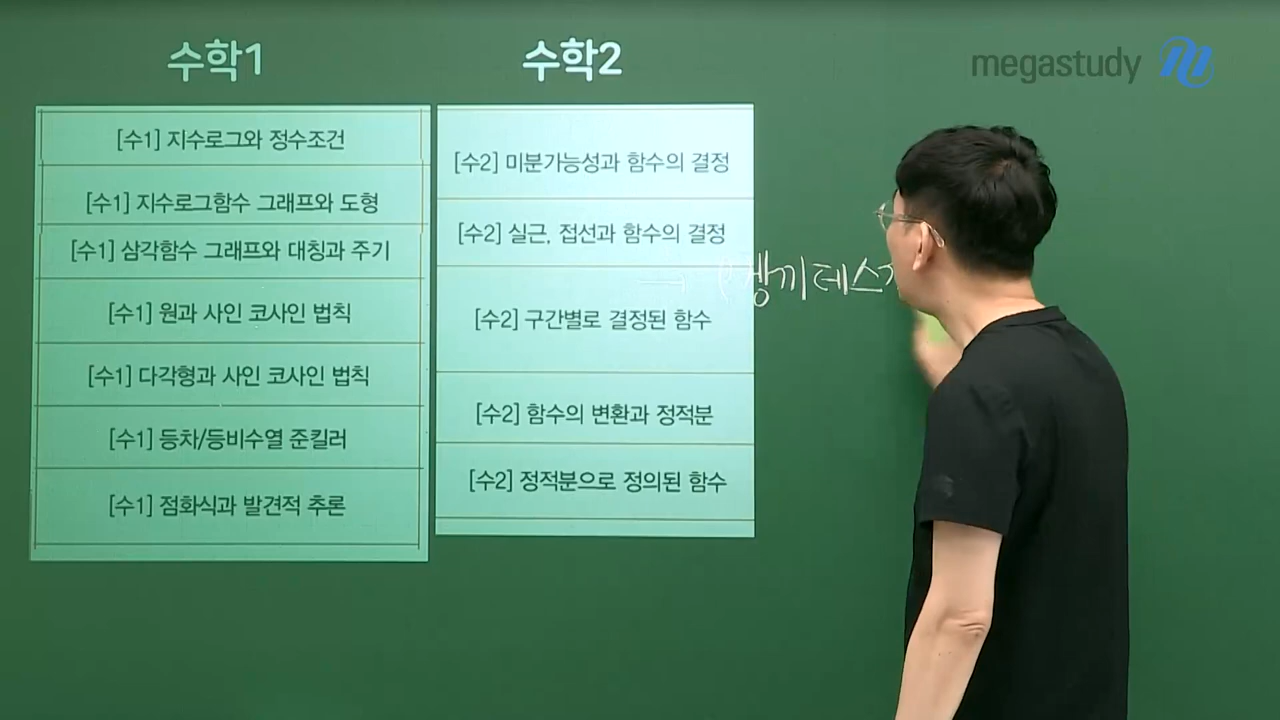 수학1
수학2
megastudy
[수1] 지수로그와 정수조건
[수1] 지수로그함수 그래프와 도형
[수1] 삼각함수 그래프와 대칭과 주기
[수1] 원과 사인 코사인 법칙
[수1] 다각형과 사인 코사인 법칙
[수1] 등차/등비수열 준킬러
[수1] 점화식과 발견적 추론
[수2] 미분가능성과 함수의 결정
[수2] 실근, 접선과 함수의 결정
[수2] 구간별로 결정된 함수
[수2] 함수의 변환과 정적분
[수2] 정적분으로 정의된 함수